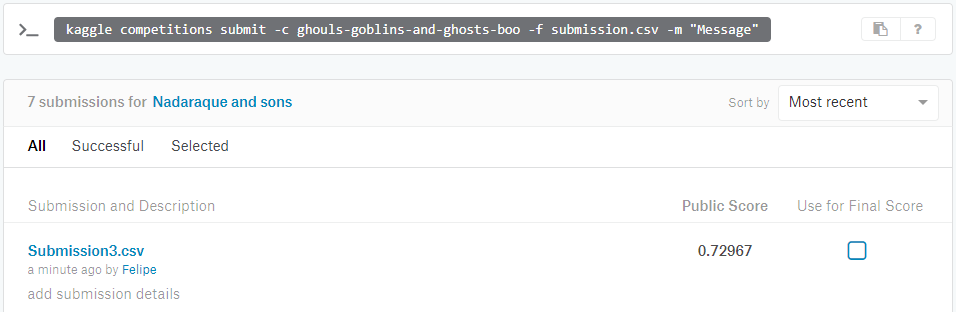 kaggle competitions submit -c ghouls-goblins-and-ghosts-boo -f submission.csv -m "Message"
?
7 submissions for Nadaraque and sons
Sort by Most recent
All Successful Selected
Submission and Description Public Score Use for Final Score
Submission3.csv 0.72967
a minute ago by Felipe
add submission details